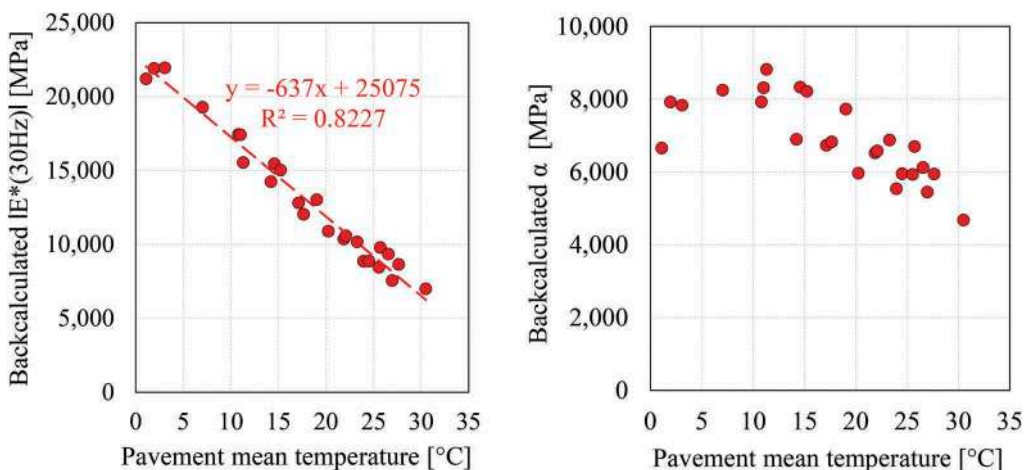 25,000
20,000
15,000
10,000
5,000
0
Backcalculated |E*(30Hz)| [MPa]
y = -637x + 25075
R² = 0.8227
0 5 10 15 20 25 30 35
Pavement mean temperature [°C]
10,000
8,000
6,000
4,000
2,000
0
Backcalculated α [MPa]
0 5 10 15 20 25 30 35
Pavement mean temperature [°C]